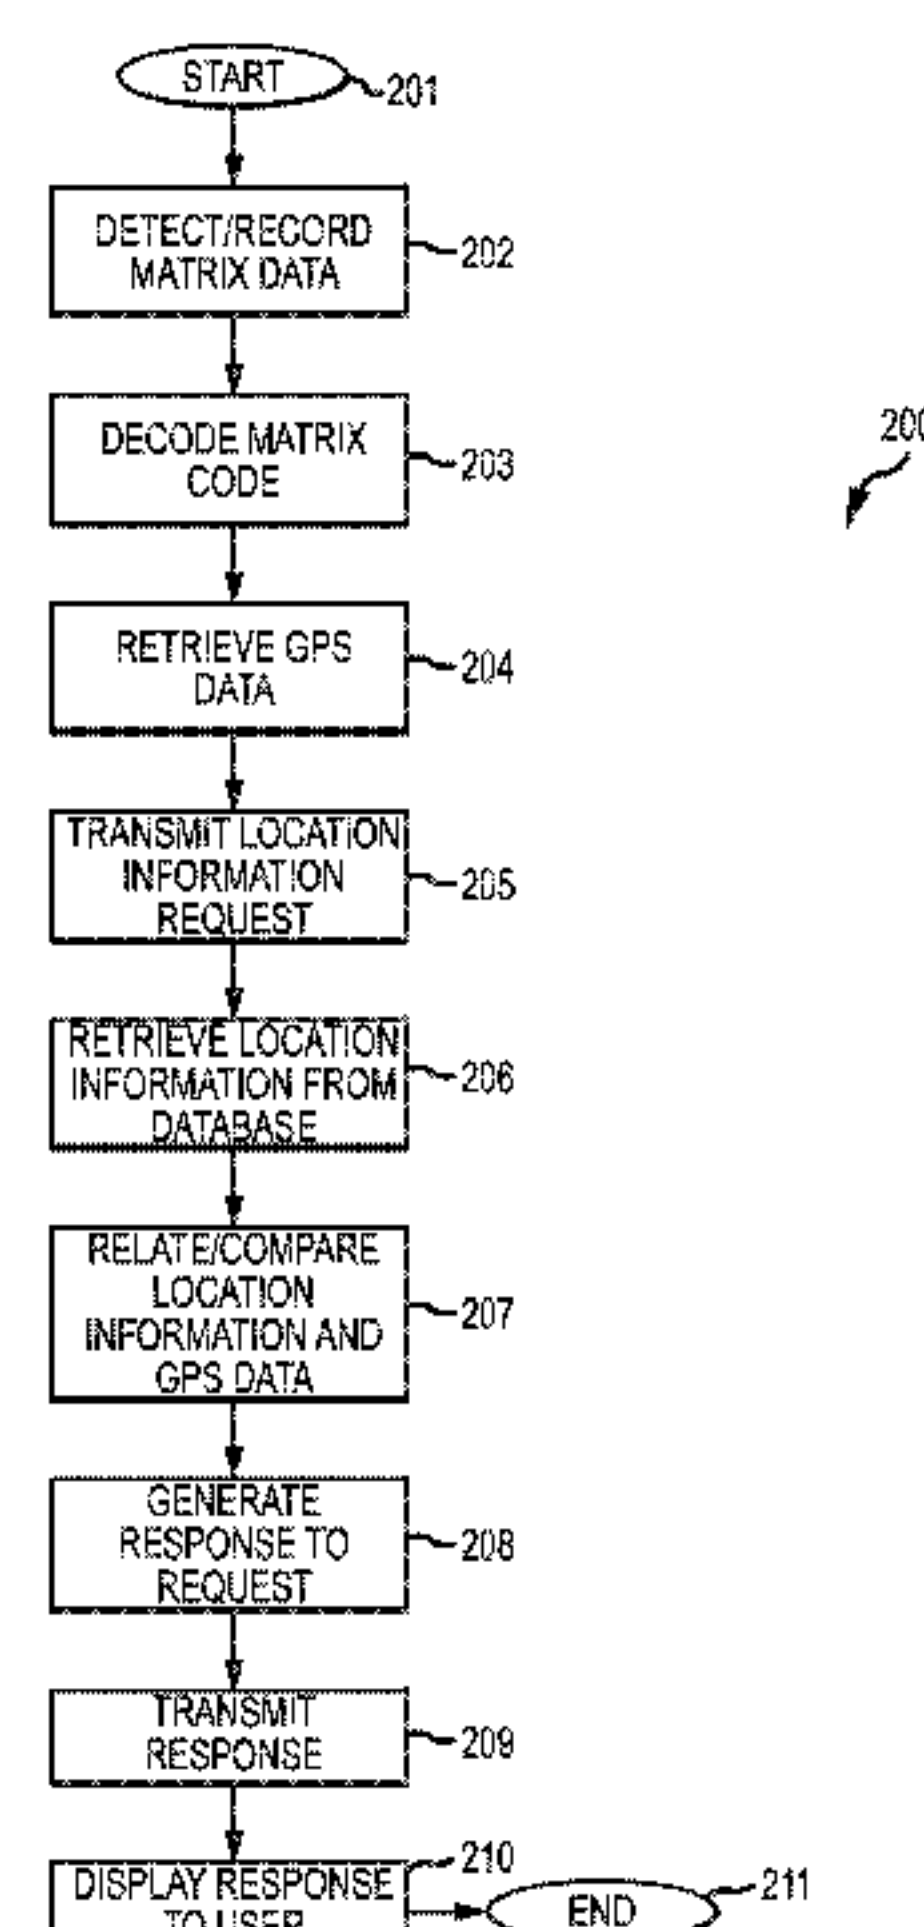 START
201
DETECT/RECORD
MATRIX DATA
202
DECODE MATRIX
CODE
203
200
RETRIEVE GPS
DATA
204
TRANSMIT LOCATION
INFORMATION
REQUEST
205
RETRIEVE LOCATION
INFORMATION FROM
DATABASE
206
RELATE/COMPARE
LOCATION
INFORMATION AND
GPS DATA
207
GENERATE
RESPONSE TO
REQUEST
208
TRANSMIT
RESPONSE
209
DISPLAY RESPONSE
TO USER
210
END
211